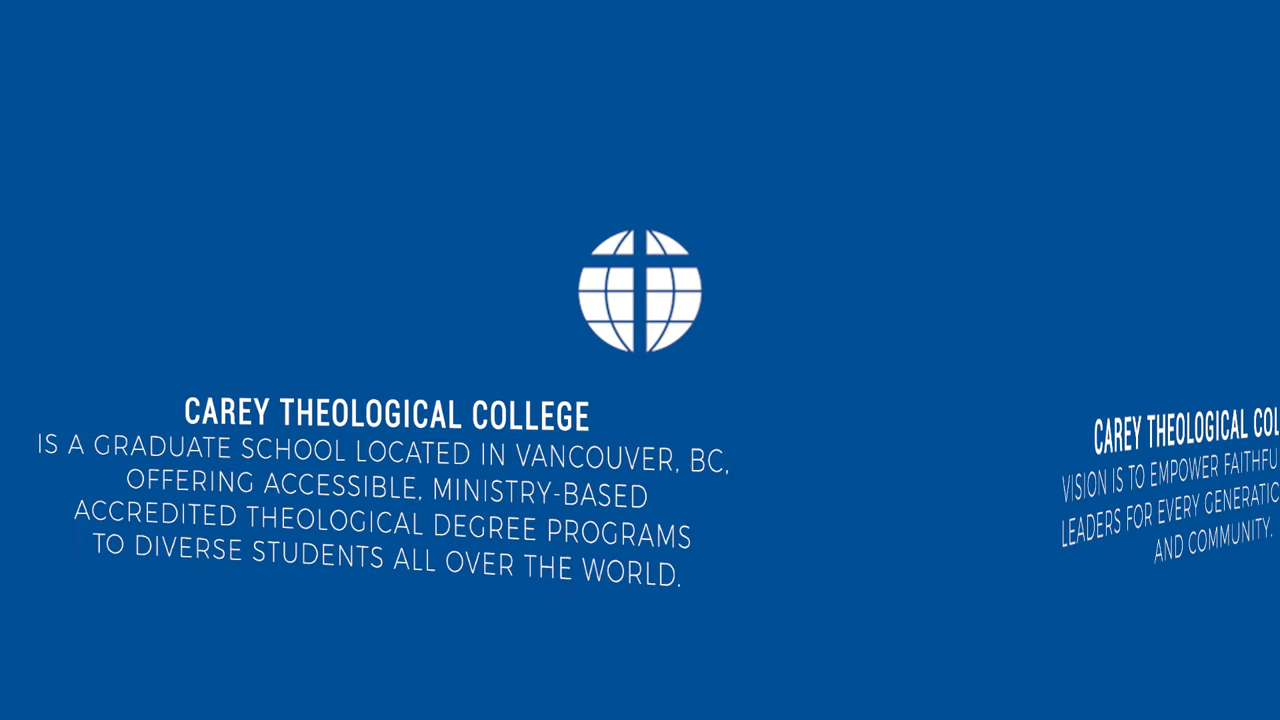 CAREY THEOLOGICAL COLLEGE
IS A GRADUATE SCHOOL LOCATED IN VANCOUVER, BC,
OFFERING ACCESSIBLE, MINISTRY-BASED
ACCREDITED THEOLOGICAL DEGREE PROGRAMS
TO DIVERSE STUDENTS ALL OVER THE WORLD.
CAREY THEOLOGICAL
VISION IS TO EMPOWER
LEADERS FOR EVERY
AND COMMUNITY.